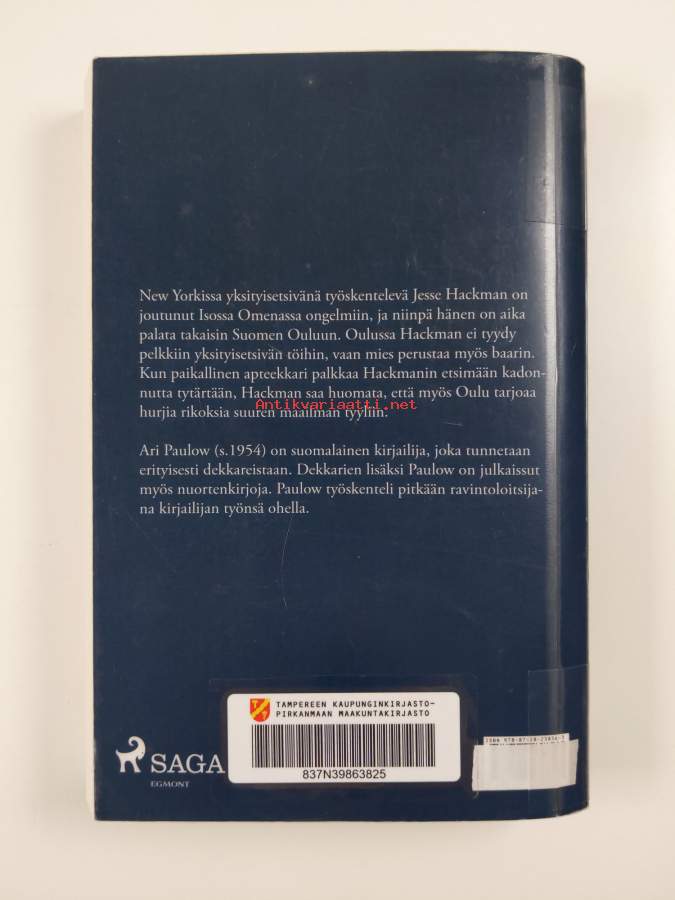 New Yorkissa yksityisetsivänä työskentelevä Jesse Hackman on
joutunut Isossa Omenassa ongelmiin, ja niinpä hänen on aika
palata takaisin Suomen Ouluun. Oulussa Hackman ei tyydy
pelkkiin yksityisetsivän töihin, vaan mies perustaa myös baarin.
Kun paikallinen apteekkari palkkaa Hackmanin etsimään kadon-
nutta tytärtään, Hackman saa huomata, että myös Oulu tarjoaa
Antikvariaatti.net
hurjia rikoksia suuren maailman tyyliin.
Ari Paulow (s.1954) on suomalainen kirjailija, joka tunnetaan
erityisesti dekkareistaan. Dekkarien lisäksi Paulow on julkaissut
myös nuortenkirjoja. Paulow työskenteli pitkään ravintoloitsija-
na kirjailijan työnsä ohella.
TAMPEREEN KAUPUNGINKIRJASTO-
PIRKANMAAN MAAKUNTAKIRJASTO
837N39863825
SAGA
EGMONT
ISBN